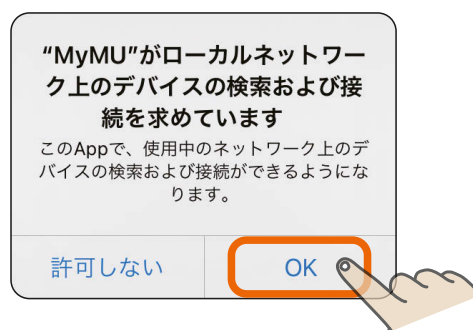 “MyMU”がローカルネットワー
ク上のデバイスの検索および接
続を求めています
このAppで、使用中のネットワーク上のデ
バイスの検索および接続ができるようにな
ります。
許可しない
OK